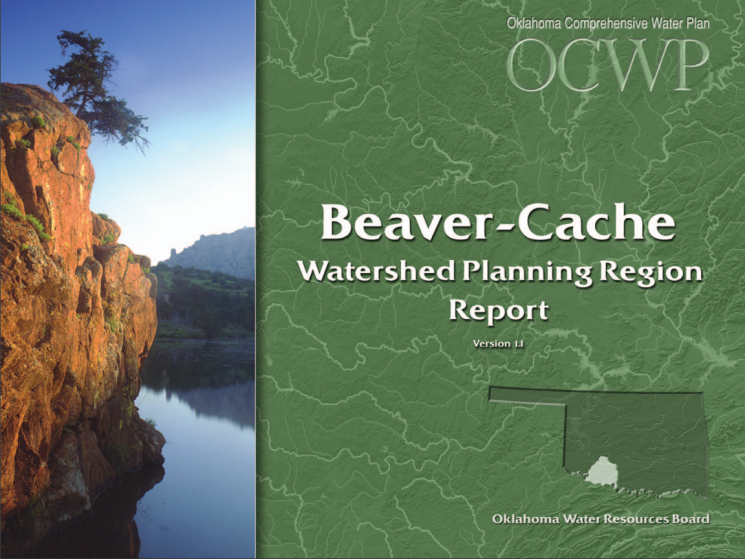 Oklahoma Comprehensive Water Plan
OCWP
Beaver-Cache
Watershed Planning Region
Report
Version 1.1
Oklahoma Water Resources Board